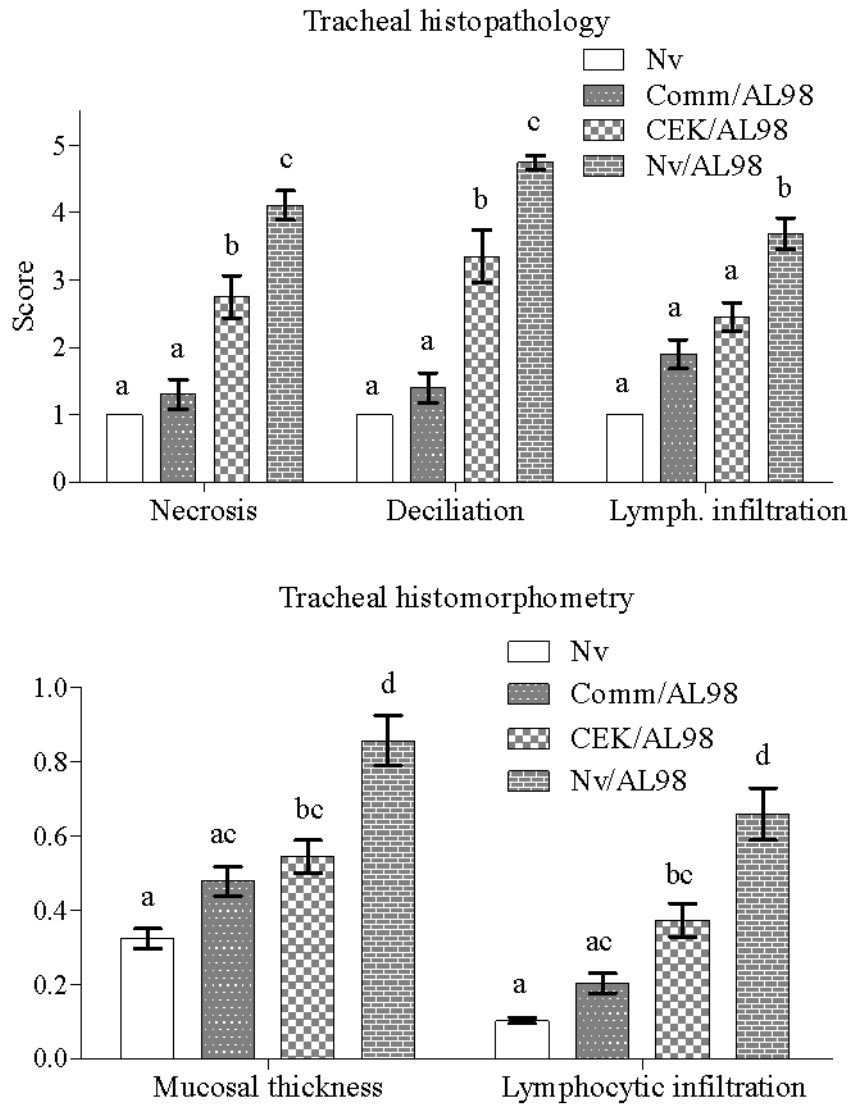 Tracheal histopathology
Nv
Comm/AL98
CEK/AL98
Nv/AL98
Score
5
4
3
2
1
0
a
a
b
c
a
a
b
c
a
a
a
b
Necrosis
Deciliation
Lymph. infiltration
Tracheal histomorphometry
Nv
Comm/AL98
CEK/AL98
Nv/AL98
1.0
0.8
0.6
0.4
0.2
0.0
a
ac
bc
d
a
ac
bc
d
Mucosal thickness
Lymphocytic infiltration